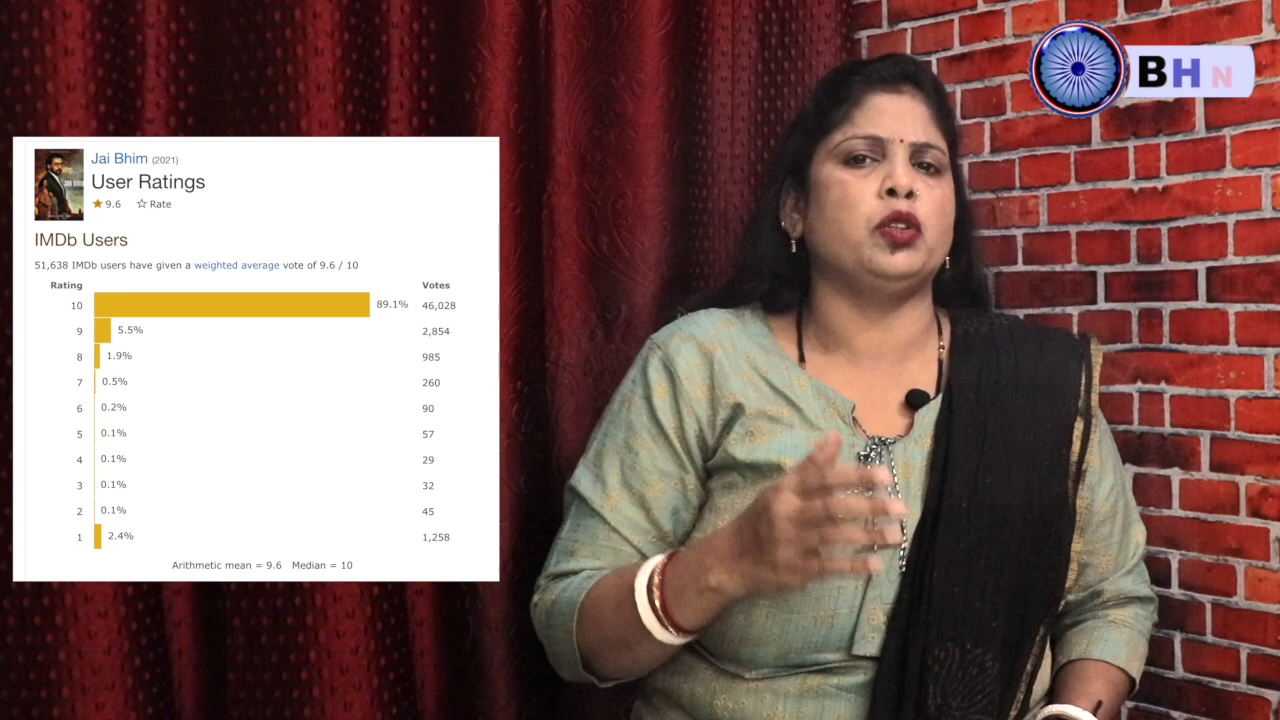 BHN
Jai Bhim (2021)
User Ratings
9.6 Rate
IMDb Users
51,638 IMDb users have given a weighted average vote of 9.6 / 10
Rating Votes
10 89.1% 46,028
9 5.5% 2,854
8 1.9% 985
7 0.5% 260
6 0.2% 90
5 0.1% 57
4 0.1% 29
3 0.1% 32
2 0.1% 45
1 2.4% 1,258
Arithmetic mean = 9.6 Median = 10